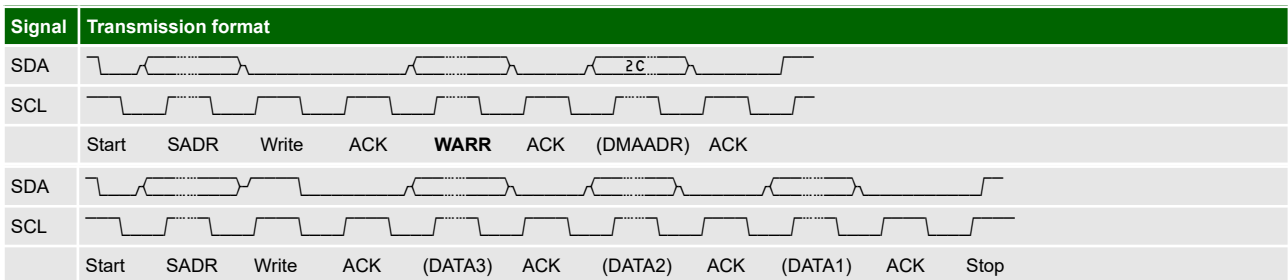 Signal Transmission format
SDA 2C
SCL
Start SADR Write ACK WARR ACK (DMAADR) ACK
SDA
SCL
Start SADR Write ACK (DATA3) ACK (DATA2) ACK (DATA1) ACK Stop